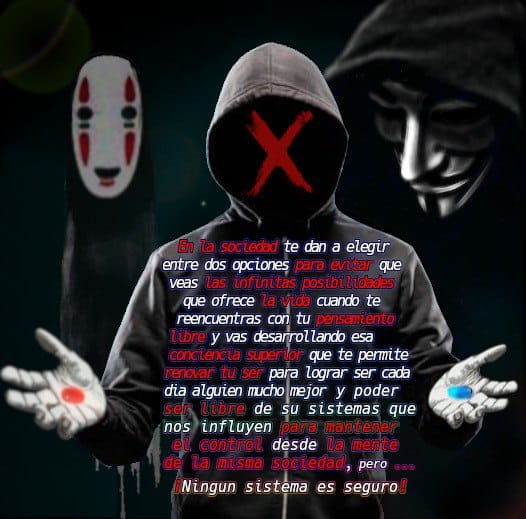 En la sociedad te dan a elegir
entre dos opciones para evitar que
veas las infinitas posibilidades
que ofrece la vida cuando te
reencuentras con tu pensamiento
libre y vas desarrollando esa
conciencia superior que te permite
renovar tu ser para lograr ser cada
dia alguien mucho mejor y poder
ser libre de su sistemas que
nos influyen para mantener
el control desde la mente
de la misma sociedad, pero ...
¡Ningun sistema es seguro!